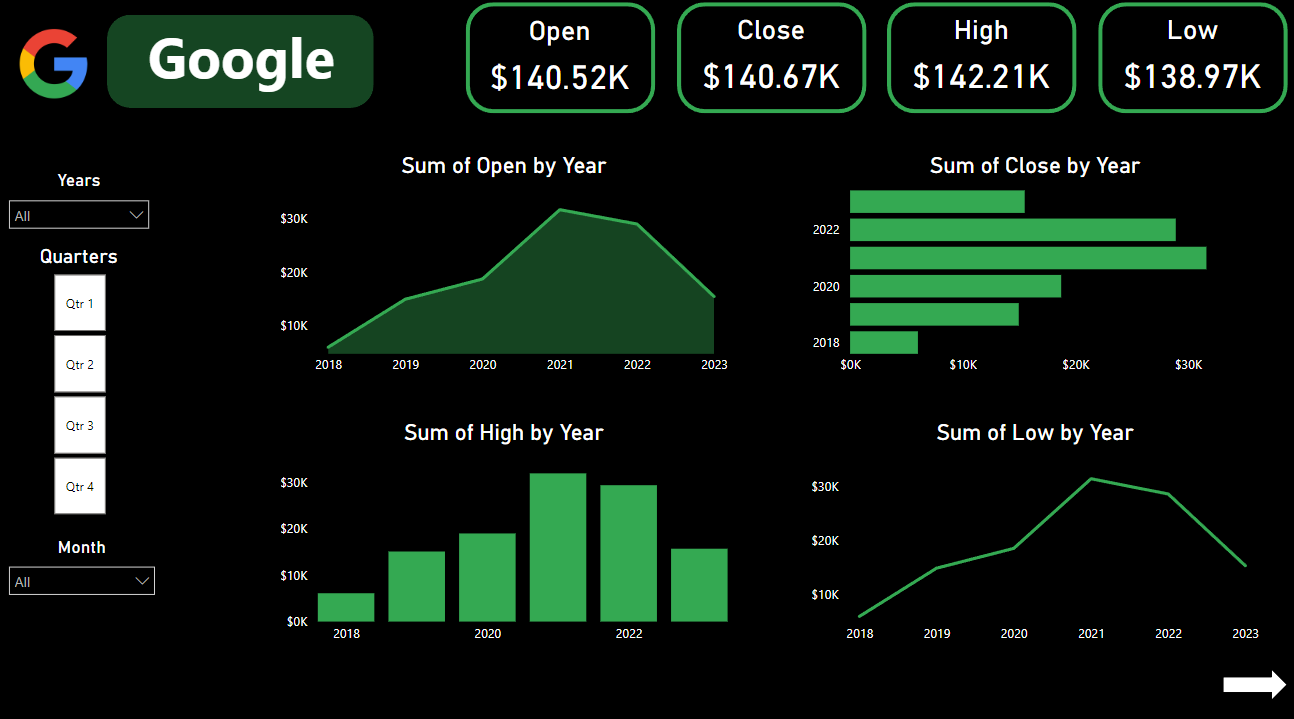 Google
Open
$140.52K
Close
$140.67K
High
$142.21K
Low
$138.97K
Years
All
Quarters
Qtr 1
Qtr 2
Qtr 3
Qtr 4
Month
All
Sum of Open by Year
$30K
$20K
$10K
2018 2019 2020 2021 2022 2023
Sum of Close by Year
2022
2020
2018
$0K $10K $20K $30K
Sum of High by Year
$30K
$20K
$10K
$0K
2018 2020 2022
Sum of Low by Year
$30K
$20K
$10K
2018 2019 2020 2021 2022 2023